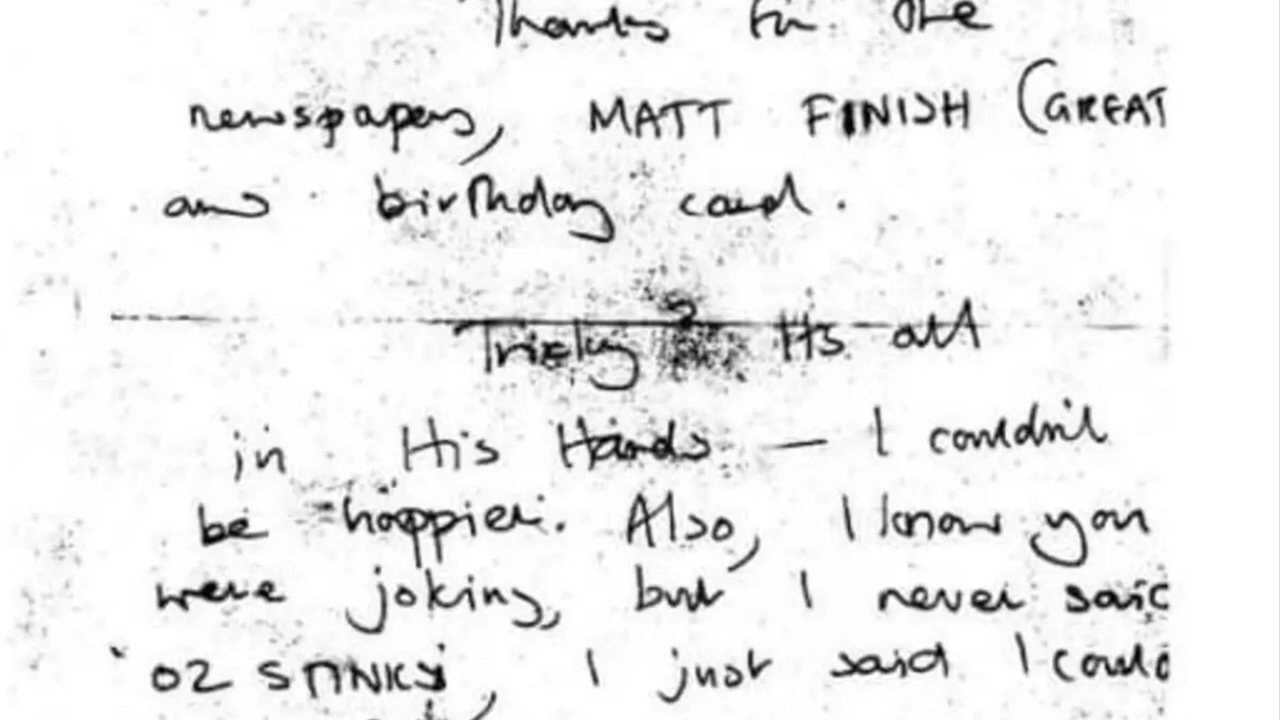 Thanks for the
newspapers, MATT FINISH (GREAT
and birthday card.
Tricky? It's all
in His Hands — I couldn't
be happier. Also, I know you
were joking, but I never said
'OZ STINKS', I just said I could